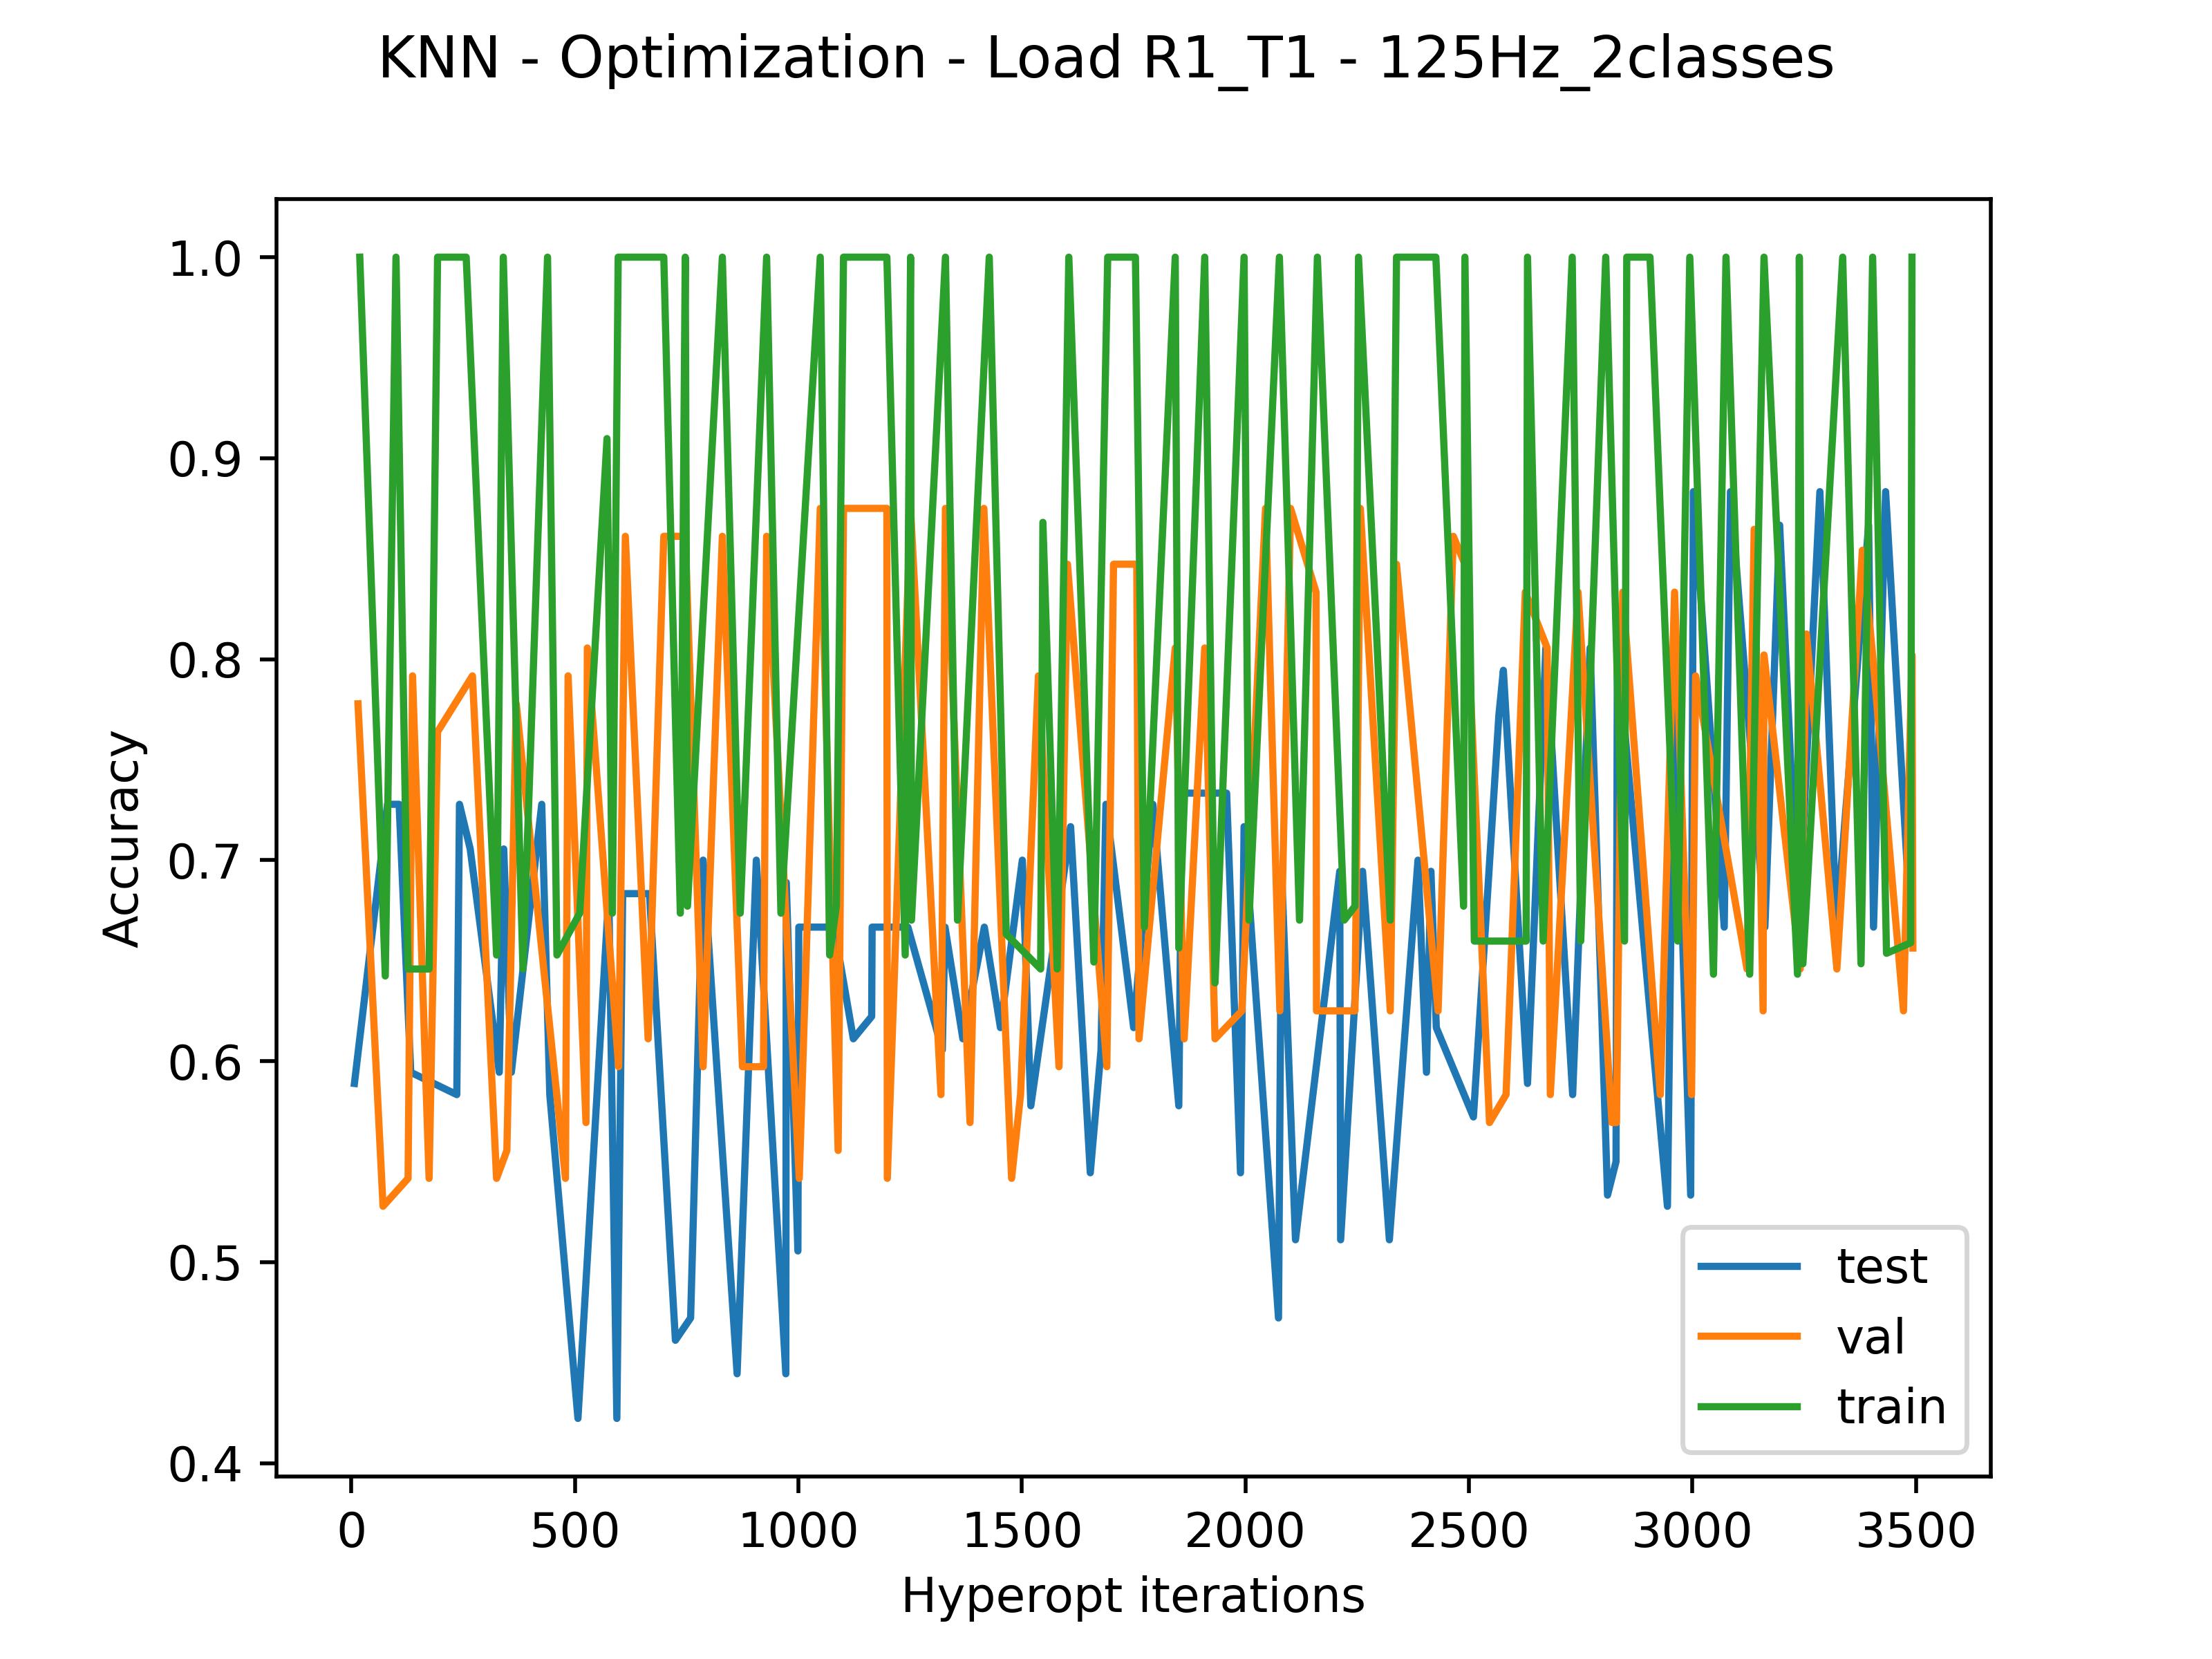 KNN - Optimization - Load R1_T1 - 125Hz_2classes
1.0
0.9
0.8
0.7
0.6
0.5
0.4
Accuracy
test
val
train
0 500 1000 1500 2000 2500 3000 3500
Hyperopt iterations